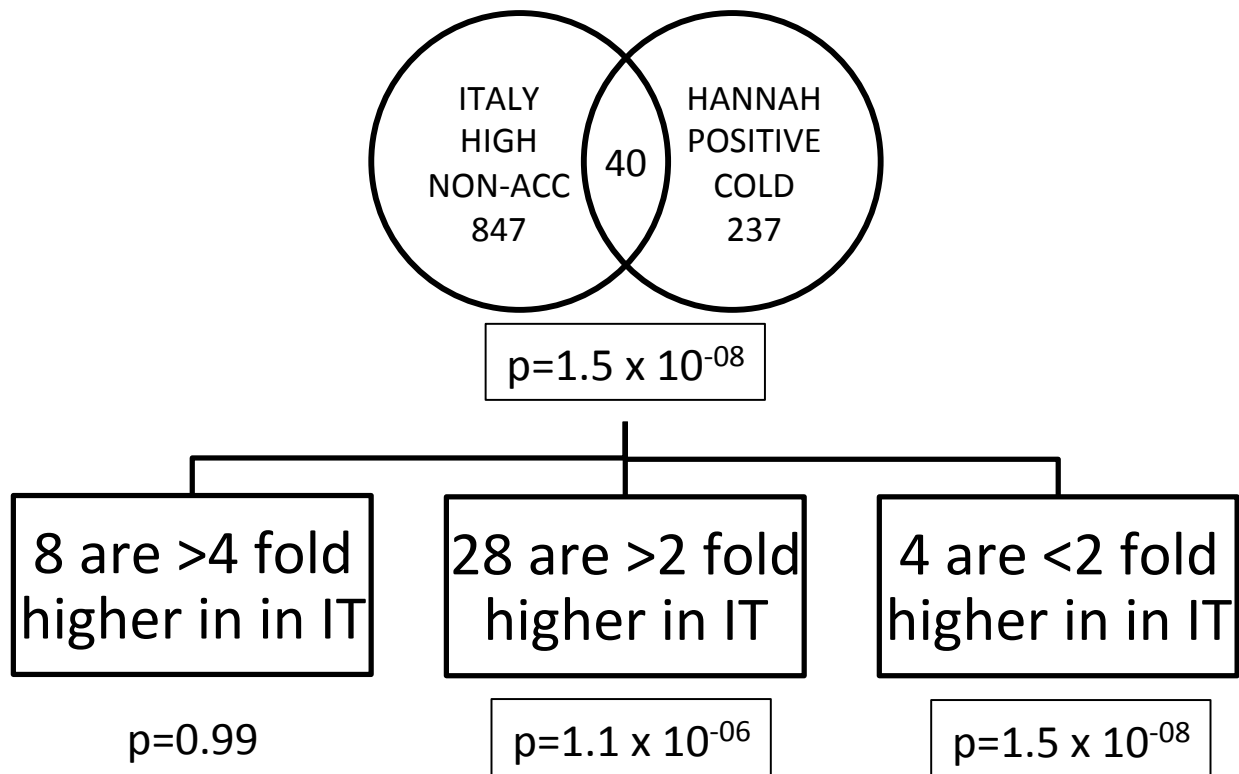 ITALY
HIGH
NON-ACC
847
40
HANNAH
POSITIVE
COLD
237
p=1.5 x 10⁻⁰⁸
8 are >4 fold
higher in in IT
28 are >2 fold
higher in IT
4 are <2 fold
higher in in IT
p=0.99
p=1.1 x 10⁻⁰⁶
p=1.5 x 10⁻⁰⁸